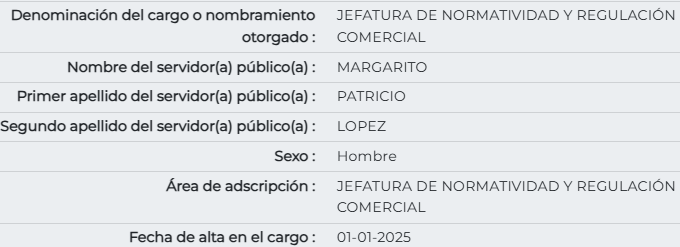 Denominación del cargo o nombramiento JEFATURA DE NORMATIVIDAD Y REGULACIÓN
otorgado : COMERCIAL
Nombre del servidor(a) público(a) : MARGARITO
Primer apellido del servidor(a) público(a) : PATRICIO
Segundo apellido del servidor(a) público(a) : LOPEZ
Sexo : Hombre
Área de adscripción : JEFATURA DE NORMATIVIDAD Y REGULACIÓN
COMERCIAL
Fecha de alta en el cargo : 01-01-2025